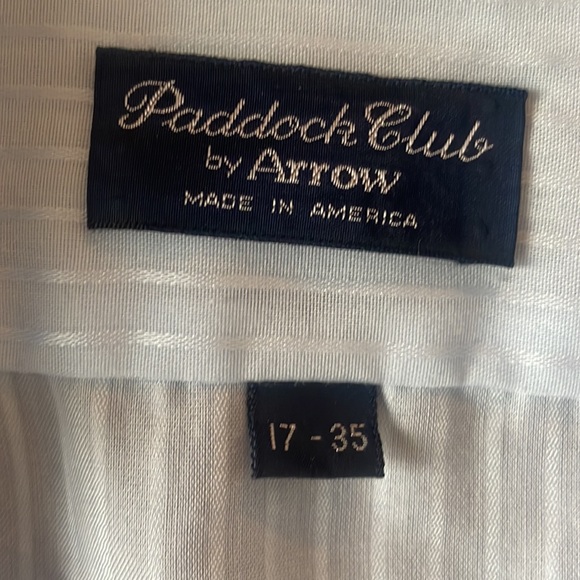 Paddock Club
by Arrow
MADE IN AMERICA
17 - 35